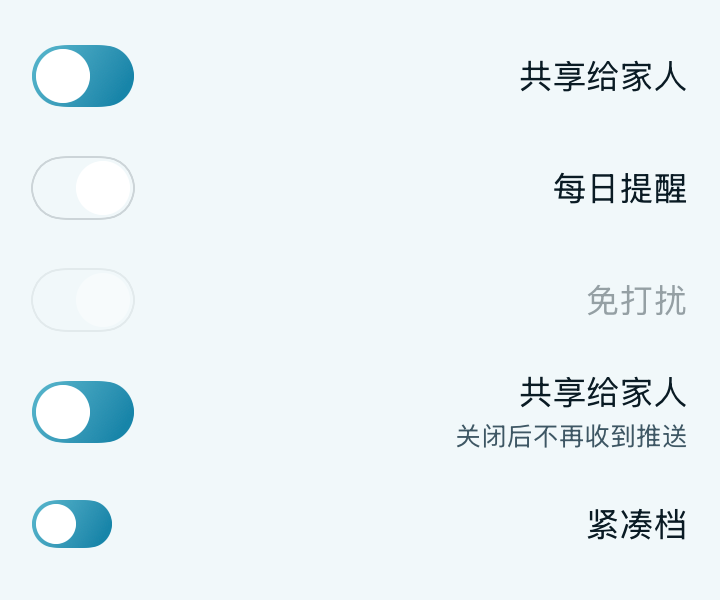 共享给家人
每日提醒
免打扰
共享给家人
关闭后不再收到推送
紧凑档